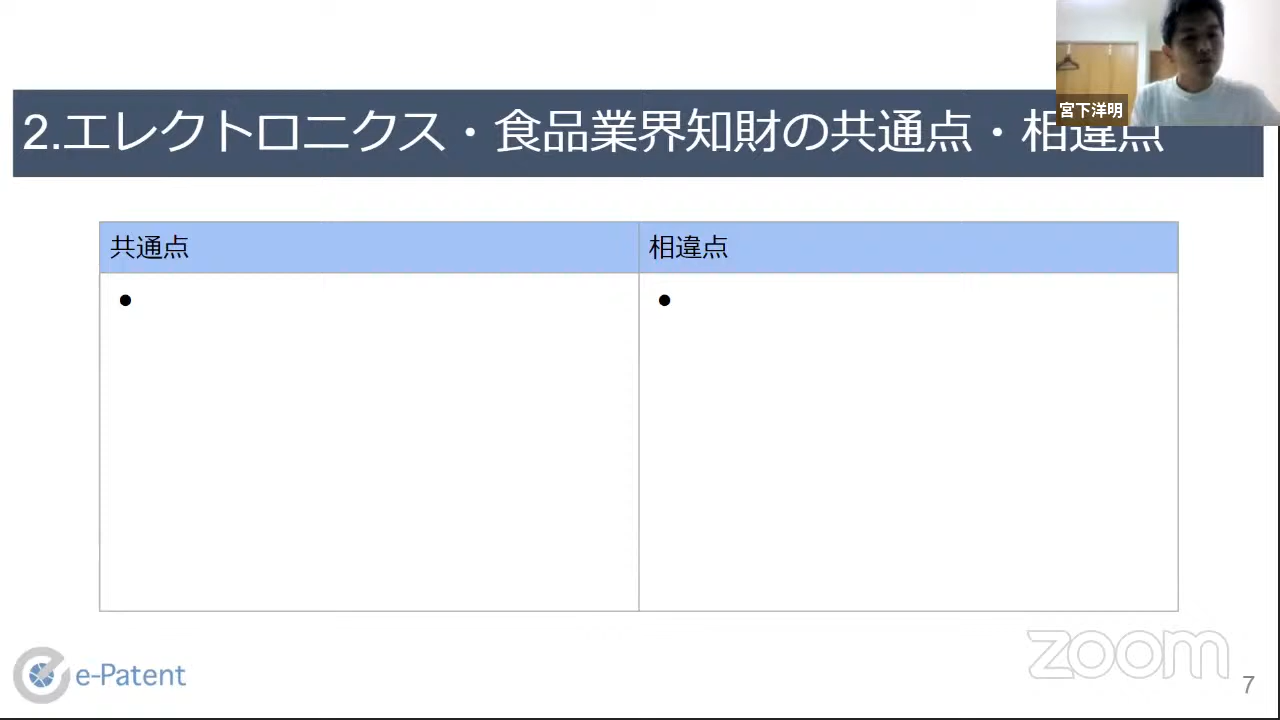 宮下洋明
2.エレクトロニクス・食品業界知財の共通点・相違点
共通点
相違点
●
●
e-Patent
zoom
7